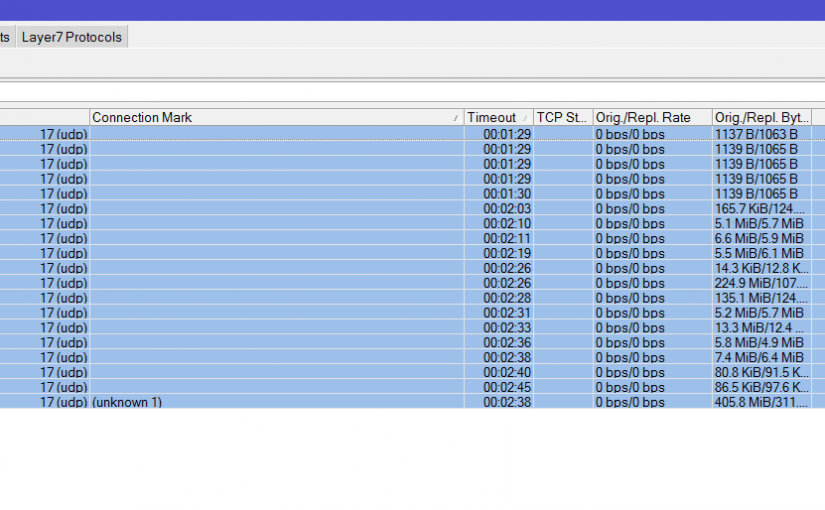 ts Layer7 Protocols
Connection Mark Timeout TCP St... Orig./Repl. Rate Orig./Repl. Byt...
17 (udp) 00:01:29 0 bps/0 bps 1137 B/1063 B
17 (udp) 00:01:29 0 bps/0 bps 1139 B/1065 B
17 (udp) 00:01:29 0 bps/0 bps 1139 B/1065 B
17 (udp) 00:01:29 0 bps/0 bps 1139 B/1065 B
17 (udp) 00:01:30 0 bps/0 bps 1139 B/1065 B
17 (udp) 00:02:03 0 bps/0 bps 165.7 KiB/124....
17 (udp) 00:02:10 0 bps/0 bps 5.1 MiB/5.7 MiB
17 (udp) 00:02:11 0 bps/0 bps 6.6 MiB/5.9 MiB
17 (udp) 00:02:19 0 bps/0 bps 5.5 MiB/6.1 MiB
17 (udp) 00:02:26 0 bps/0 bps 14.3 KiB/12.8 K...
17 (udp) 00:02:26 0 bps/0 bps 224.9 MiB/107....
17 (udp) 00:02:28 0 bps/0 bps 135.1 MiB/124....
17 (udp) 00:02:31 0 bps/0 bps 5.2 MiB/5.7 MiB
17 (udp) 00:02:33 0 bps/0 bps 13.3 MiB/12.4 ...
17 (udp) 00:02:36 0 bps/0 bps 5.8 MiB/4.9 MiB
17 (udp) 00:02:38 0 bps/0 bps 7.4 MiB/6.4 MiB
17 (udp) 00:02:40 0 bps/0 bps 80.8 KiB/91.5 K...
17 (udp) 00:02:45 0 bps/0 bps 86.5 KiB/97.6 K...
17 (udp) (unknown 1) 00:02:38 0 bps/0 bps 405.8 MiB/311....